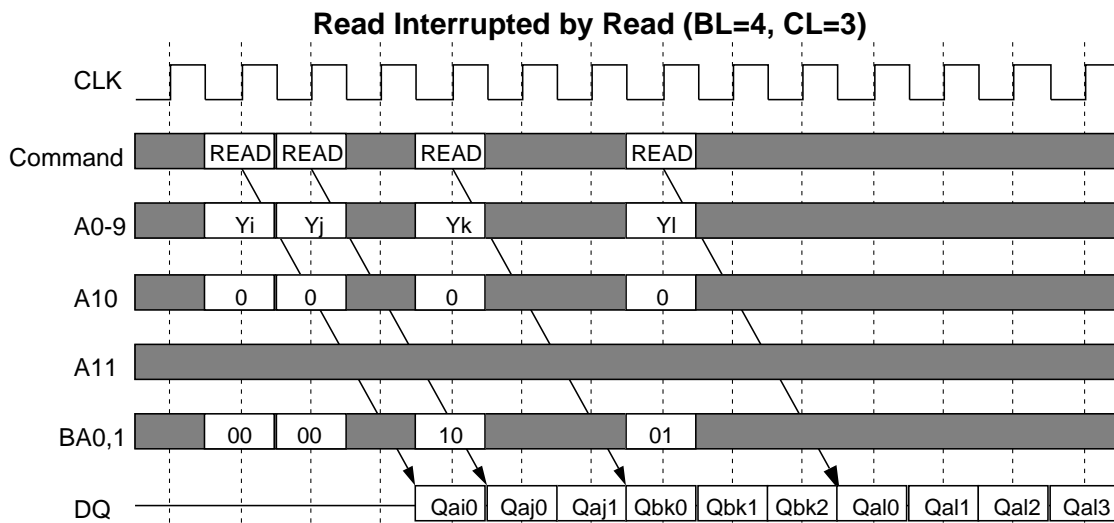 Read Interrupted by Read (BL=4, CL=3)
CLK
Command READ READ READ READ
A0-9 Yi Yj Yk Yl
A10 0 0 0 0
A11
BA0,1 00 00 10 01
DQ Qai0 Qaj0 Qaj1 Qbk0 Qbk1 Qbk2 Qal0 Qal1 Qal2 Qal3